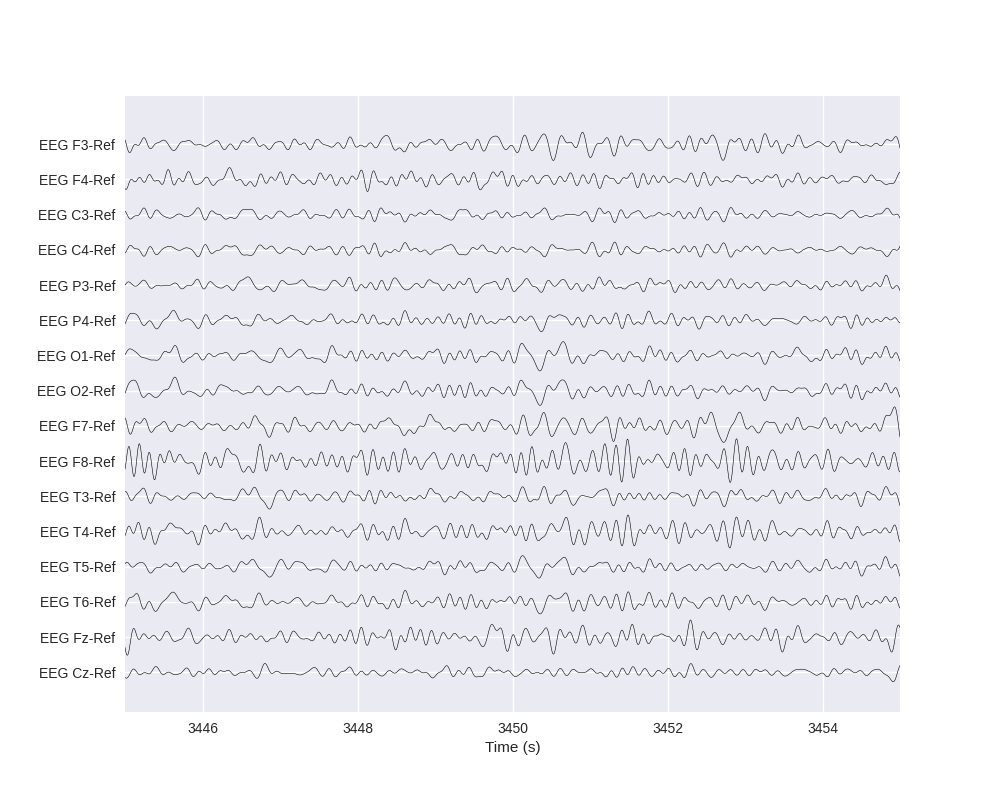 EEG F3-Ref
EEG F4-Ref
EEG C3-Ref
EEG C4-Ref
EEG P3-Ref
EEG P4-Ref
EEG O1-Ref
EEG O2-Ref
EEG F7-Ref
EEG F8-Ref
EEG T3-Ref
EEG T4-Ref
EEG T5-Ref
EEG T6-Ref
EEG Fz-Ref
EEG Cz-Ref
3446 3448 3450 3452 3454
Time (s)